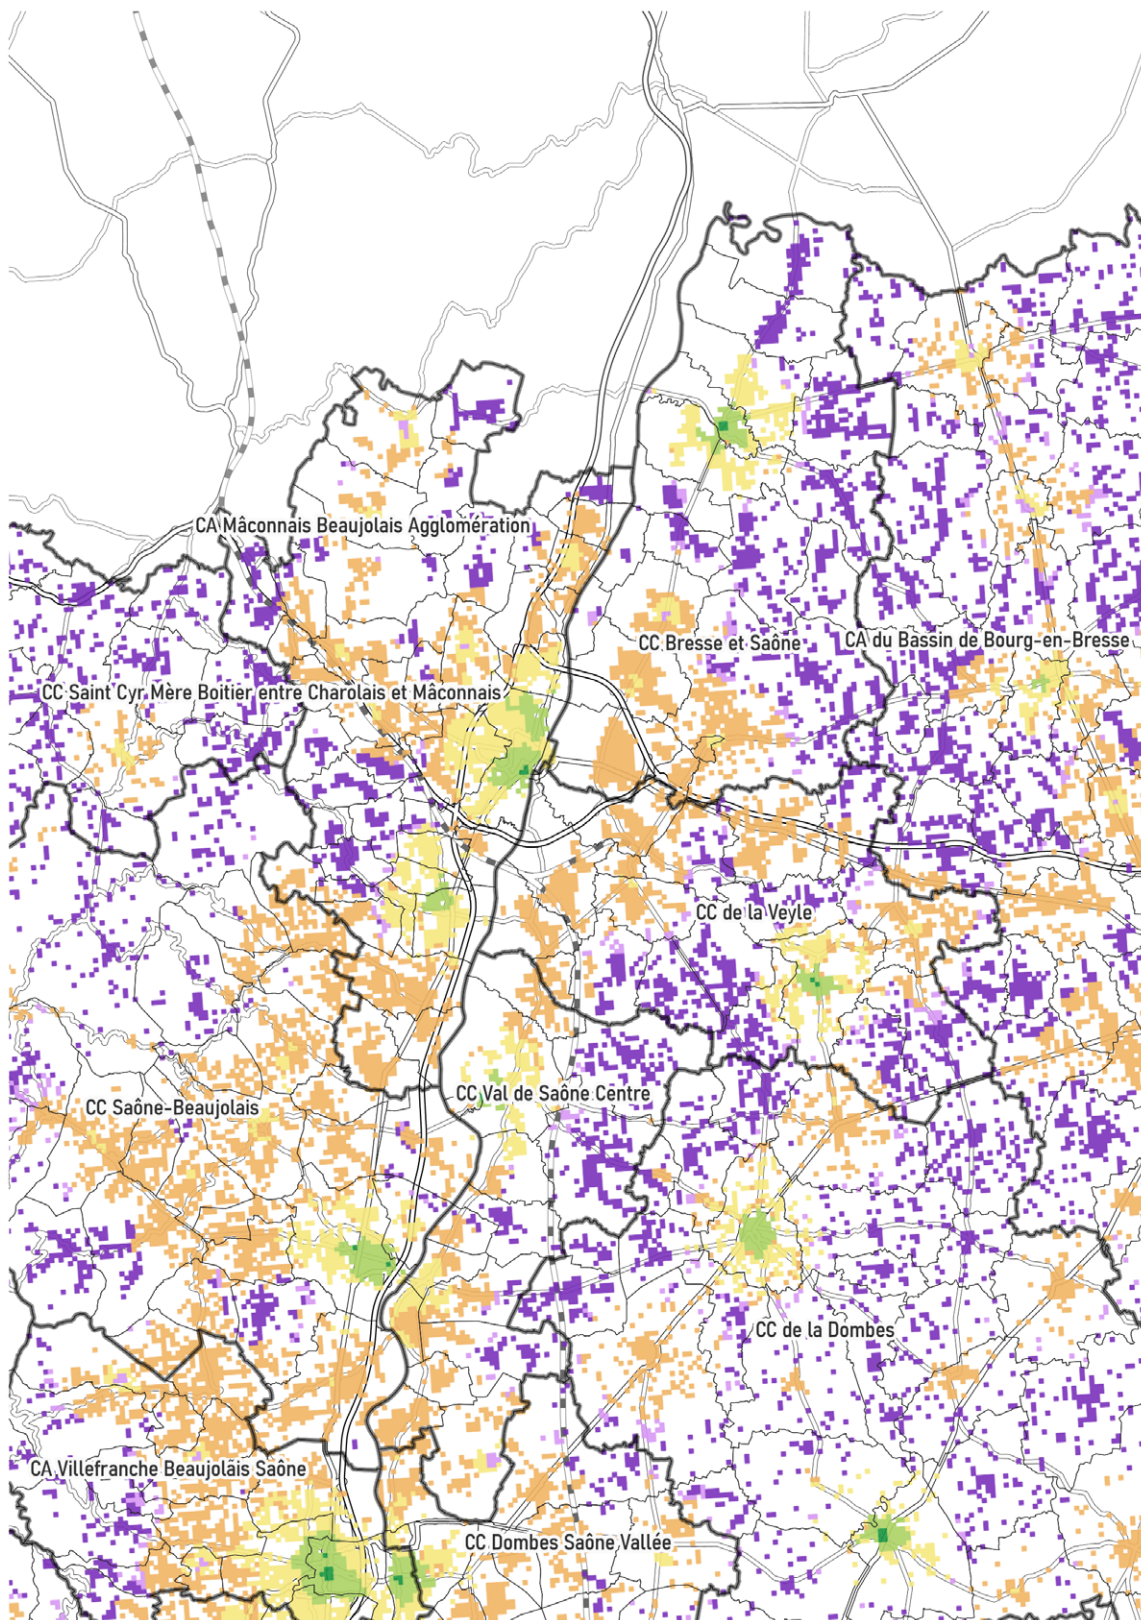 CA Mâconnais Beaujolais Agglomération
CC Bresse et Saône
CA du Bassin de Bourg-en-Bresse
CC Saint Cyr Mère Boitier entre Charolais et Mâconnais
CC de la Veyle
CC Val de Saône Centre
CC Saône-Beaujolais
CC de la Dombes
CA Villefranche Beaujolais Saône
CC Dombes Saône Vallée